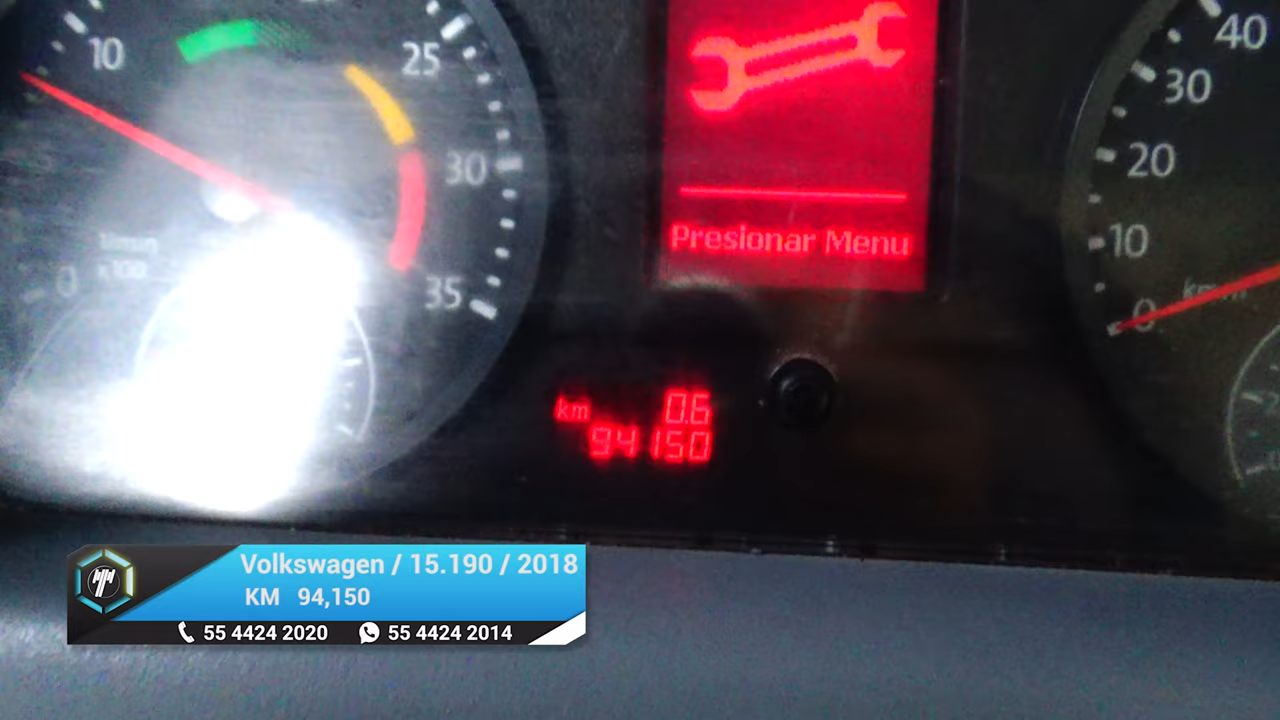 10
25
30
35
0
Presionar Menu
40
30
20
10
0
km/h
km 0.6
94150
Volkswagen / 15.190 / 2018
KM 94,150
55 4424 2020 55 4424 2014